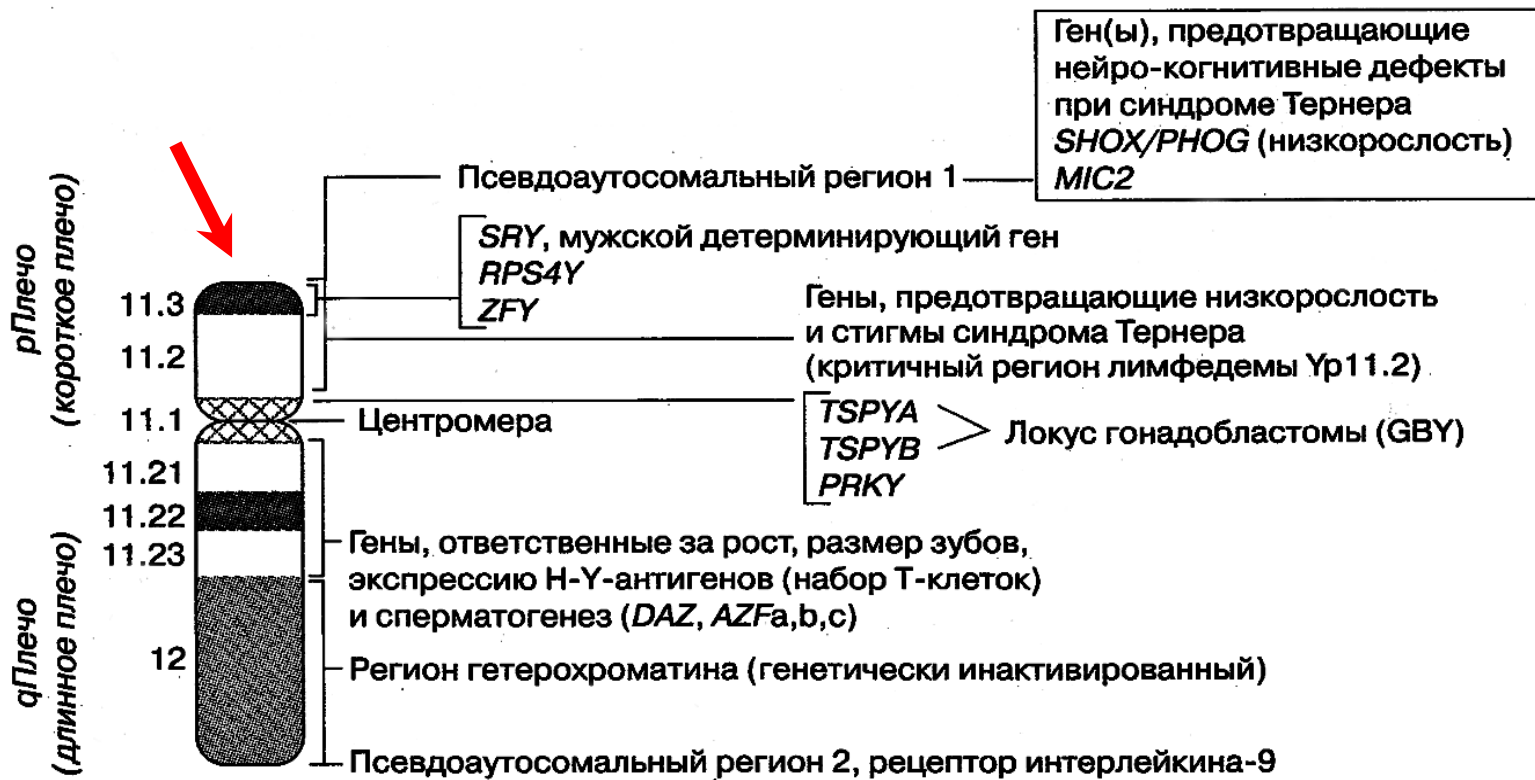 Ген(ы), предотвращающие
нейро-когнитивные дефекты
при синдроме Тернера
SHOX/PHOG (низкорослость)
MIC2
Псевдоаутосомальный регион 1
SRY, мужской детерминирующий ген
RPS4Y
ZFY
pПлечо
(короткое плечо)
11.3
11.2
11.1
Гены, предотвращающие низкорослость
и стигмы синдрома Тернера
(критичный регион лимфедемы Yp11.2)
Центромера
TSPYA
TSPYB
PRKY
Локус гонадобластомы (GBY)
qПлечо
(длинное плечо)
11.21
11.22
11.23
12
Гены, ответственные за рост, размер зубов,
экспрессию H-Y-антигенов (набор Т-клеток)
и сперматогенез (DAZ, AZFa,b,c)
Регион гетерохроматина (генетически инактивированный)
Псевдоаутосомальный регион 2, рецептор интерлейкина-9